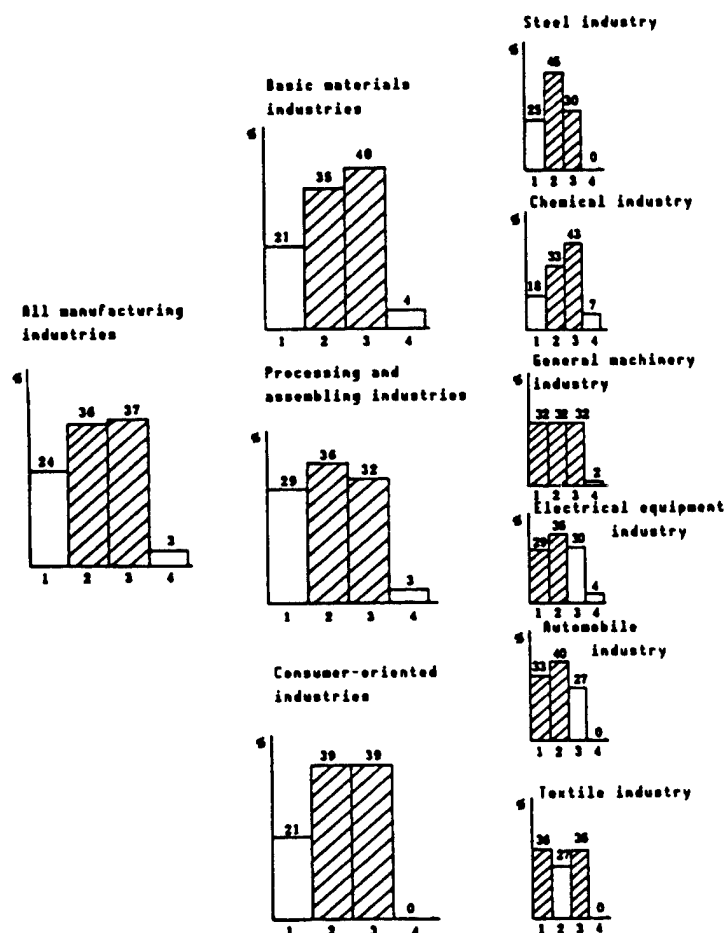 All manufacturing
industries
%
24 36 37 3
1 2 3 4
Basic materials
industries
%
21 35 40 4
1 2 3 4
Processing and
assembling industries
%
29 36 32 3
1 2 3 4
Consumer-oriented
industries
%
21 39 39 0
1 2 3 4
Steel industry
%
25 45 30 0
1 2 3 4
Chemical industry
%
18 33 43 7
1 2 3 4
General machinery
industry
%
32 32 32 2
1 2 3 4
Electrical equipment
industry
%
29 36 30 4
1 2 3 4
Automobile
industry
%
33 40 27 0
1 2 3 4
Textile industry
%
36 27 36 0
1 2 3 4